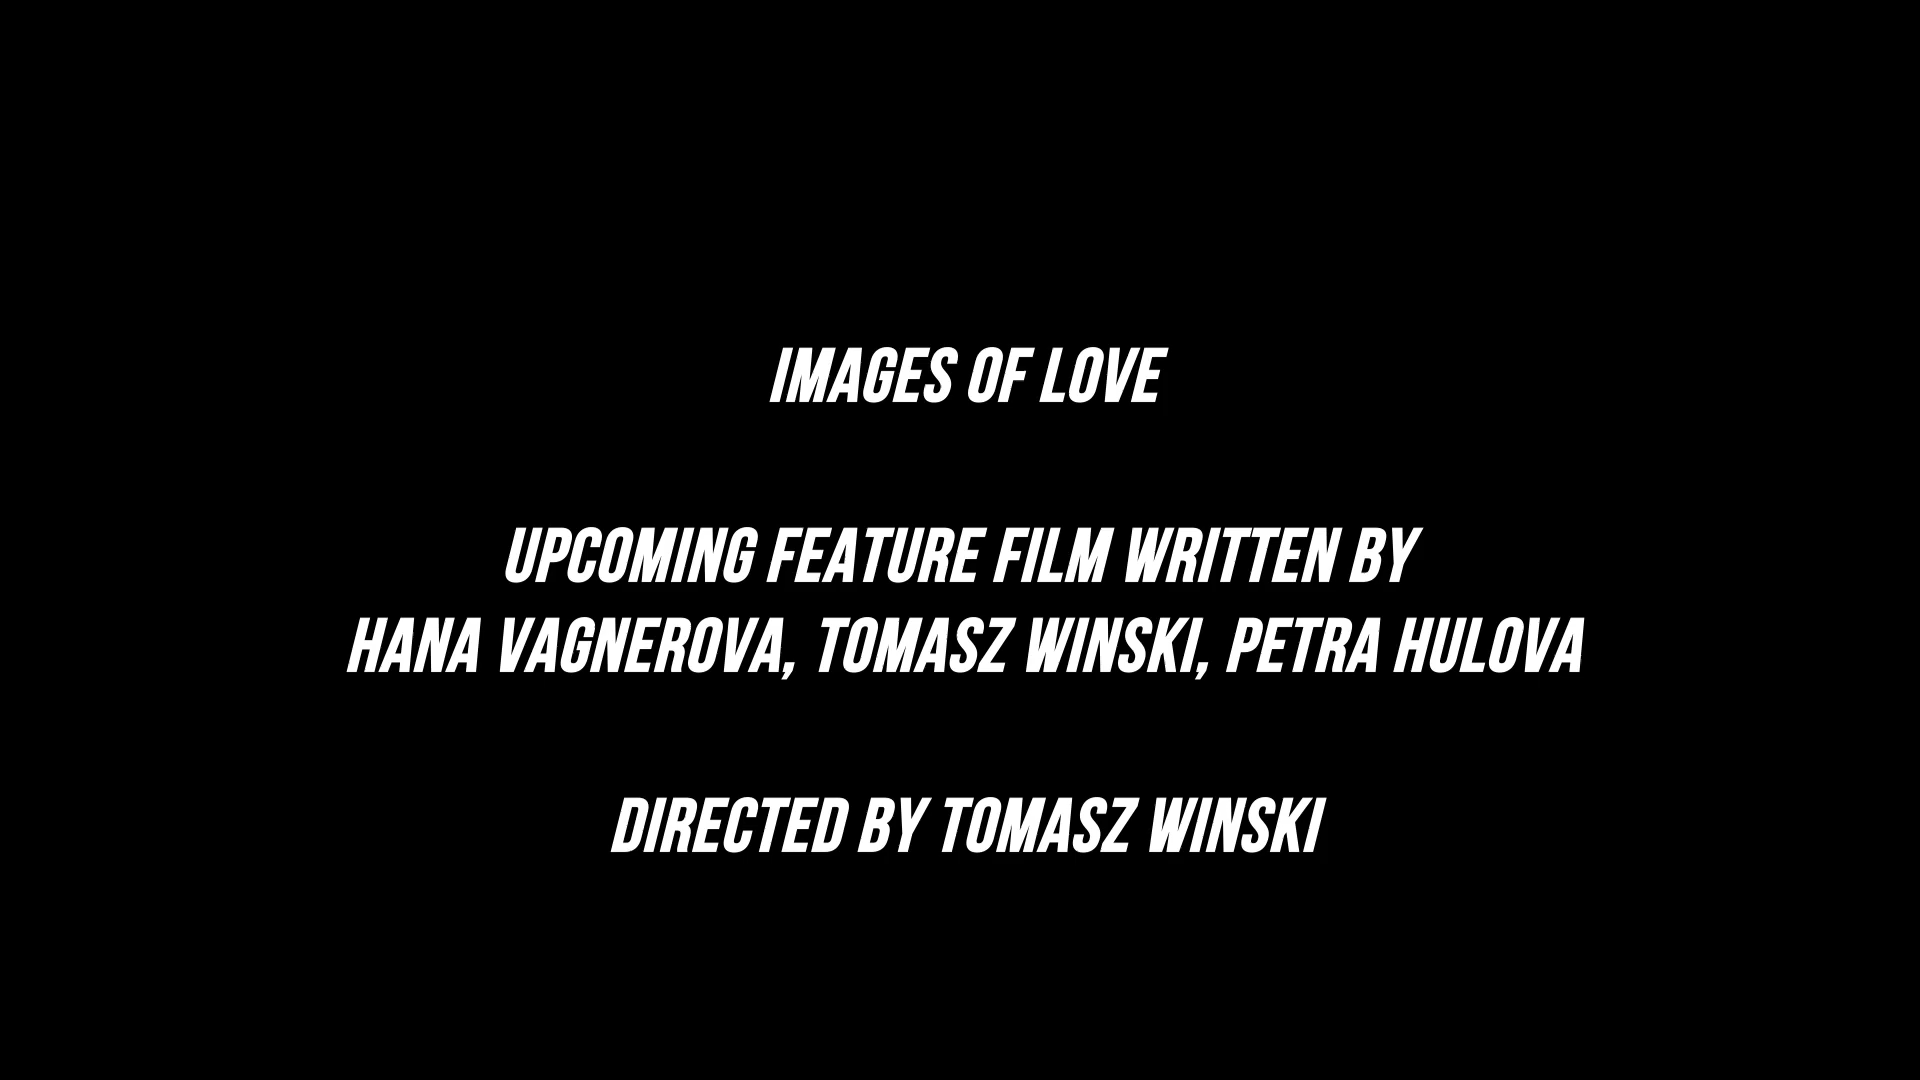 IMAGES OF LOVE
UPCOMING FEATURE FILM WRITTEN BY
HANA VAGNEROVA, TOMASZ WINSKI, PETRA HULOVA
DIRECTED BY TOMASZ WINSKI